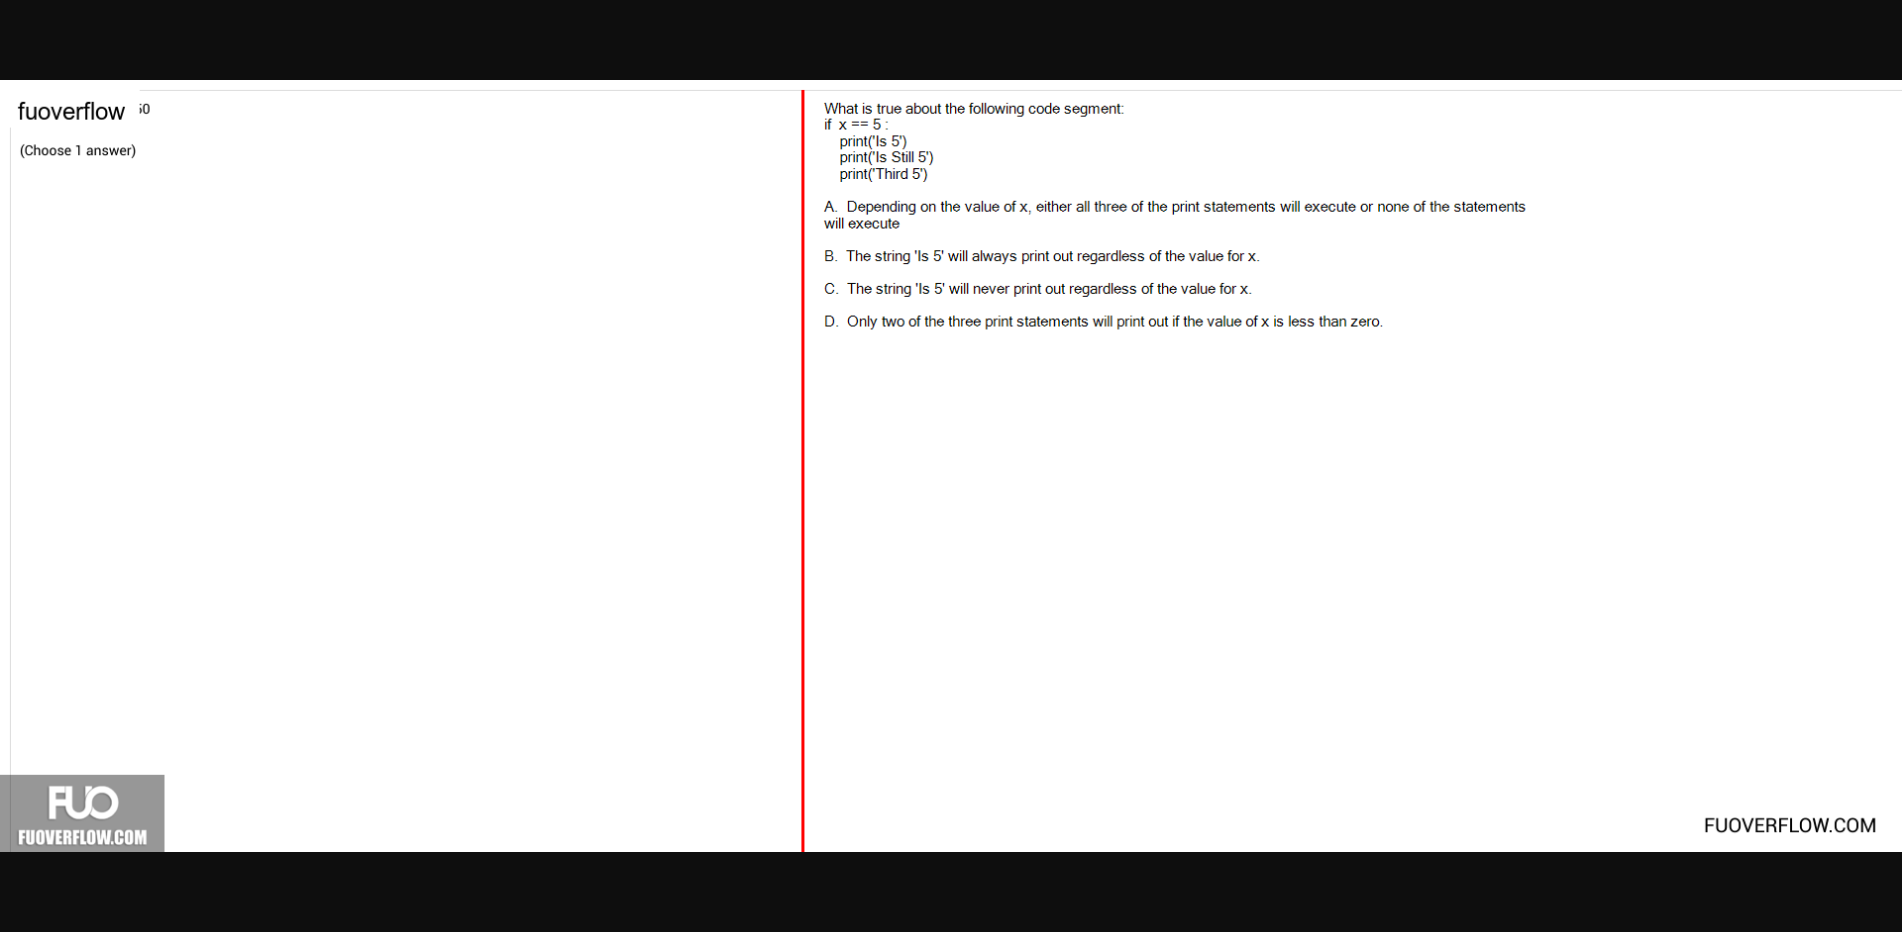 fuoverflow
(Choose 1 answer)
What is true about the following code segment:
if x == 5 :
print('Is 5')
print('Is Still 5')
print('Third 5')
A. Depending on the value of x, either all three of the print statements will execute or none of the statements
will execute
B. The string 'Is 5' will always print out regardless of the value for x.
C. The string 'Is 5' will never print out regardless of the value for x.
D. Only two of the three print statements will print out if the value of x is less than zero.
FUO
FUOVERFLOW.COM
FUOVERFLOW.COM